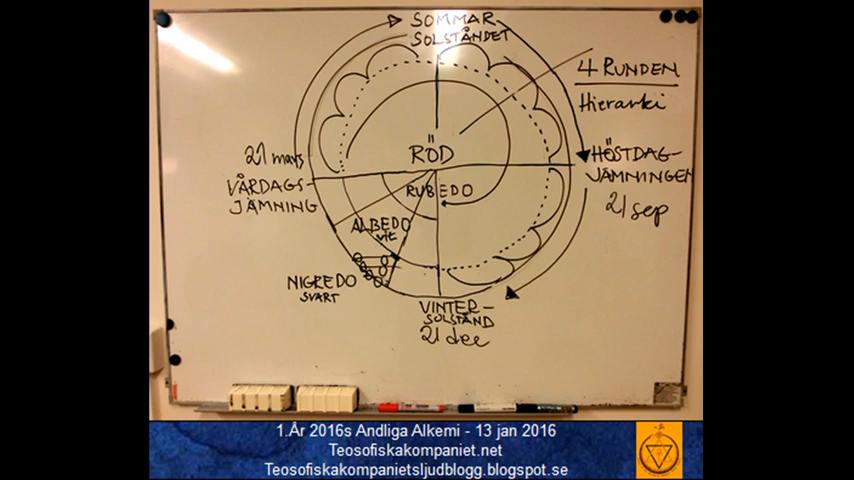 SOMMAR
SOLSTÅNDET
4 RUNDEN
Hierarki
RÖD
21 mars
VÅRDAGS-
JÄMNING
HÖSTDAG-
JÄMNINGEN
21 sep
RUBEDO
ALBEDO
vit
NIGREDO
SVART
VINTER-
SOLSTÅND
21 dec
1.År 2016s Andliga Alkemi - 13 jan 2016
Teosofiskakompaniet.net
Teosofiskakompanietsljudblogg.blogspot.se